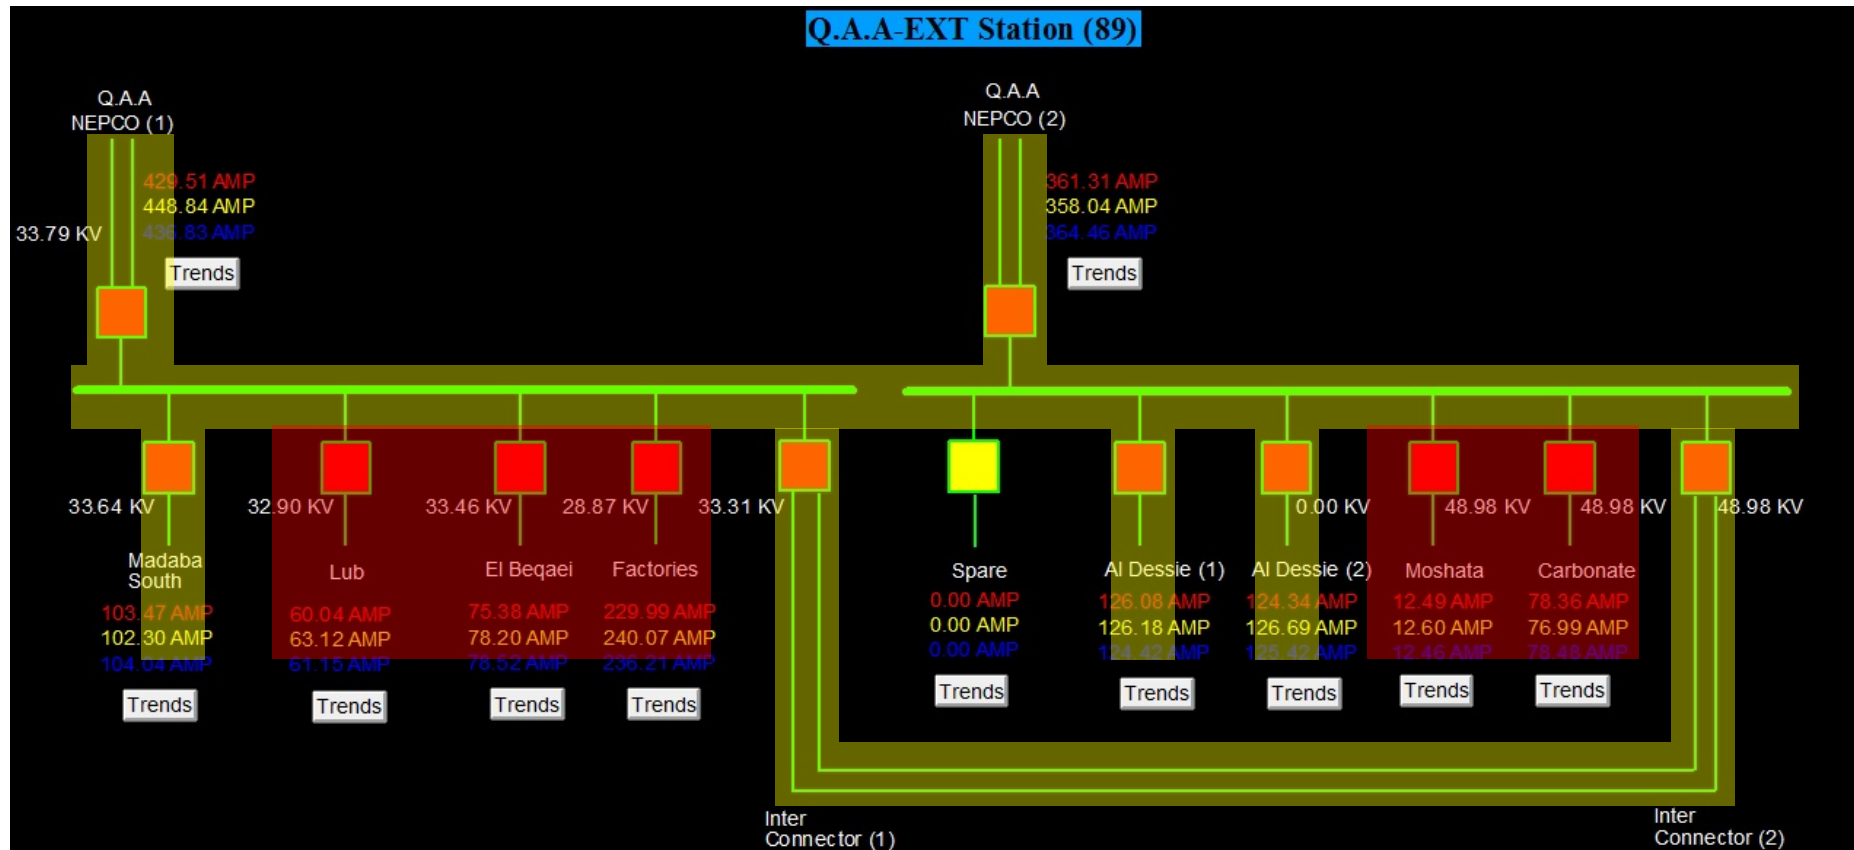 Q.A.A-EXT Station (89)
Q.A.A
NEPCO (1)
429.51 AMP
448.84 AMP
436.83 AMP
33.79 KV
Trends
Q.A.A
NEPCO (2)
361.31 AMP
358.04 AMP
364.46 AMP
Trends
33.64 KV
32.90 KV
33.46 KV
28.87 KV
33.31 KV
0.00 KV
48.98 KV
48.98 KV
48.98 KV
Madaba
South
103.47 AMP
102.30 AMP
104.04 AMP
Trends
Lub
60.04 AMP
63.12 AMP
61.15 AMP
Trends
El Beqaei
75.38 AMP
78.20 AMP
78.52 AMP
Trends
Factories
229.99 AMP
240.07 AMP
236.21 AMP
Trends
Spare
0.00 AMP
0.00 AMP
0.00 AMP
Trends
Al Dessie (1)
126.08 AMP
126.18 AMP
124.42 AMP
Trends
Al Dessie (2)
124.34 AMP
126.69 AMP
125.42 AMP
Trends
Moshata
12.49 AMP
12.60 AMP
12.46 AMP
Trends
Carbonate
78.36 AMP
76.99 AMP
78.48 AMP
Trends
Inter
Connector (1)
Inter
Connector (2)